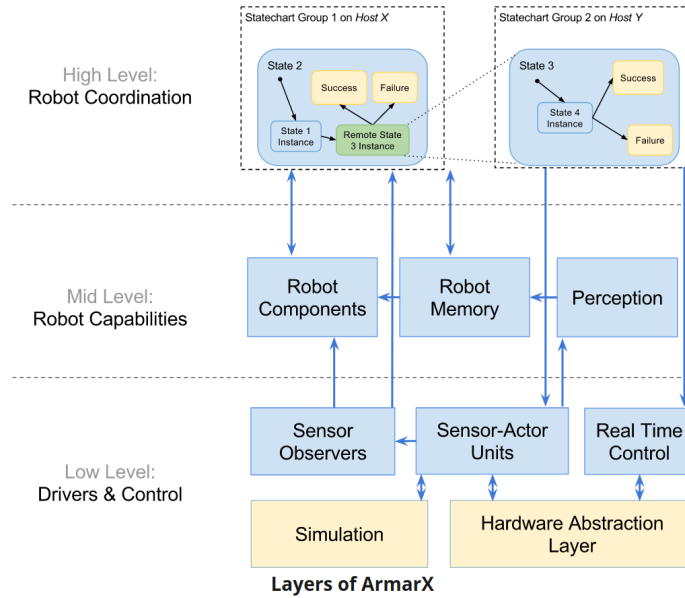 Statechart Group 1 on Host X
Statechart Group 2 on Host Y
High Level:
Robot Coordination
State 2
Success
Failure
State 1
Instance
Remote State
3 Instance
State 3
Success
State 4
Instance
Failure
Mid Level:
Robot Capabilities
Robot
Components
Robot
Memory
Perception
Low Level:
Drivers & Control
Sensor
Observers
Sensor-Actor
Units
Real Time
Control
Simulation
Hardware Abstraction
Layer
Layers of ArmarX